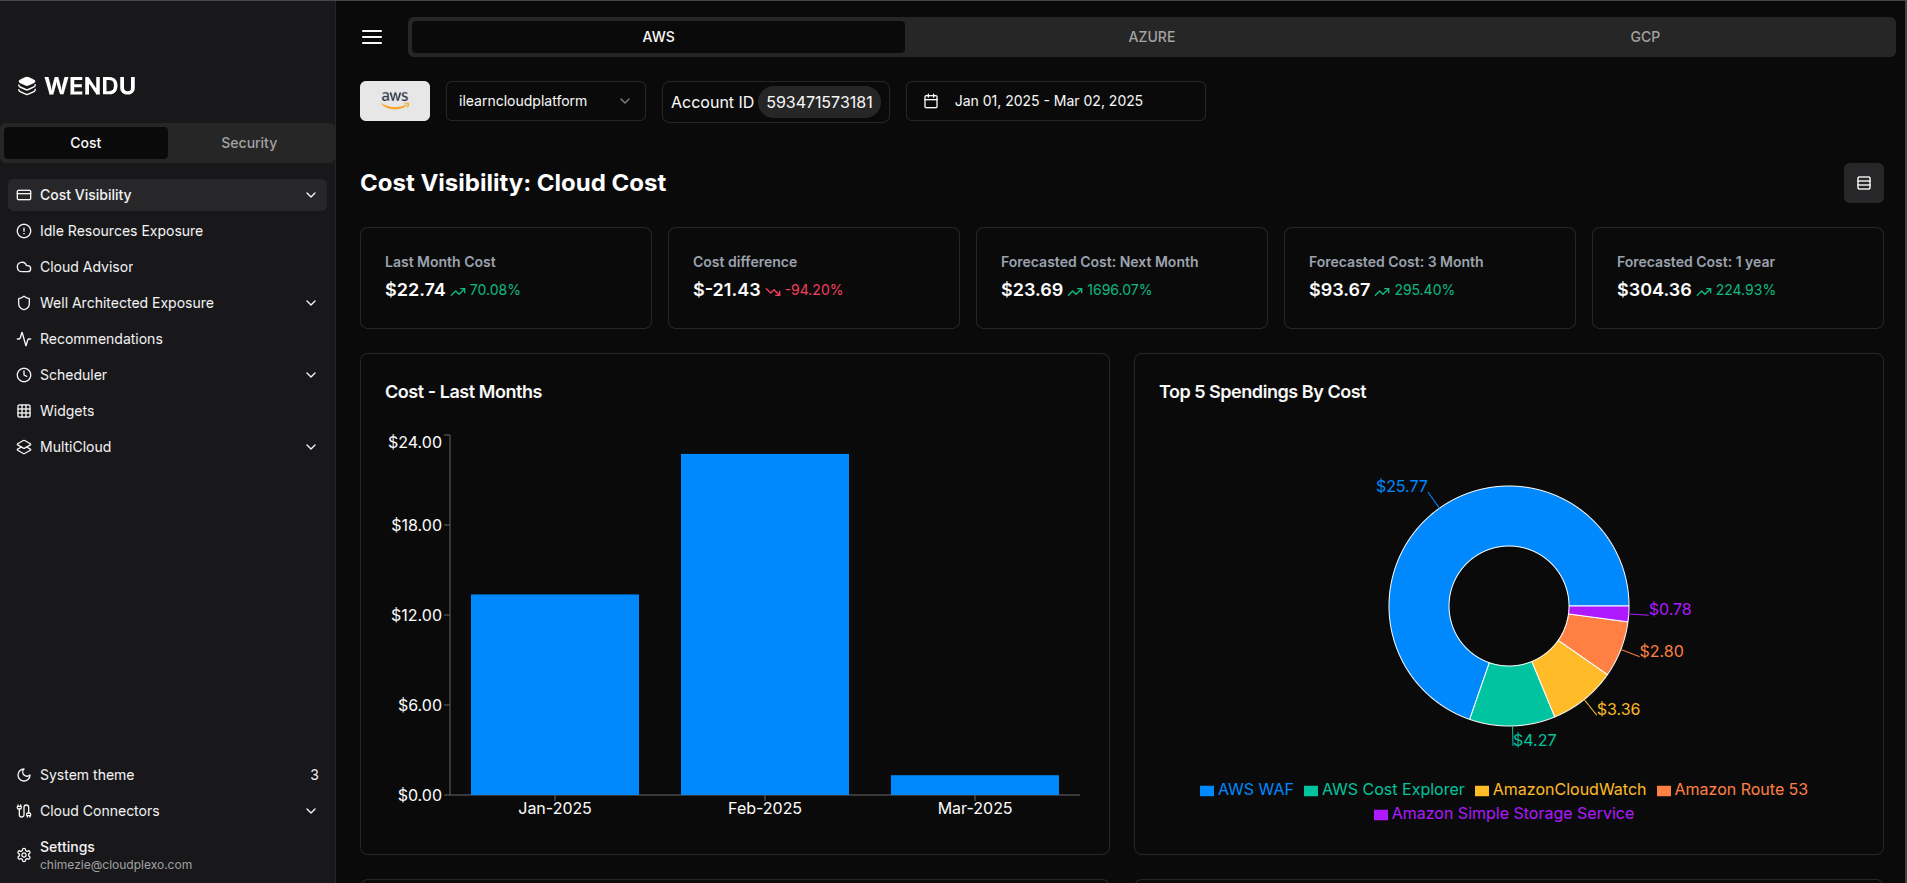 WENDU
Cost Security
Cost Visibility
Idle Resources Exposure
Cloud Advisor
Well Architected Exposure
Recommendations
Scheduler
Widgets
MultiCloud
System theme 3
Cloud Connectors
Settings
chimezie@cloudplexo.com
AWS AZURE GCP
aws ilearncloudplatform Account ID 593471573181 Jan 01, 2025 - Mar 02, 2025
Cost Visibility: Cloud Cost
Last Month Cost
$22.74 70.08%
Cost difference
$-21.43 -94.20%
Forecasted Cost: Next Month
$23.69 1696.07%
Forecasted Cost: 3 Month
$93.67 295.40%
Forecasted Cost: 1 year
$304.36 224.93%
Cost - Last Months
$24.00
$18.00
$12.00
$6.00
$0.00
Jan-2025 Feb-2025 Mar-2025
Top 5 Spendings By Cost
$25.77
$0.78
$2.80
$3.36
$4.27
AWS WAF AWS Cost Explorer AmazonCloudWatch Amazon Route 53
Amazon Simple Storage Service